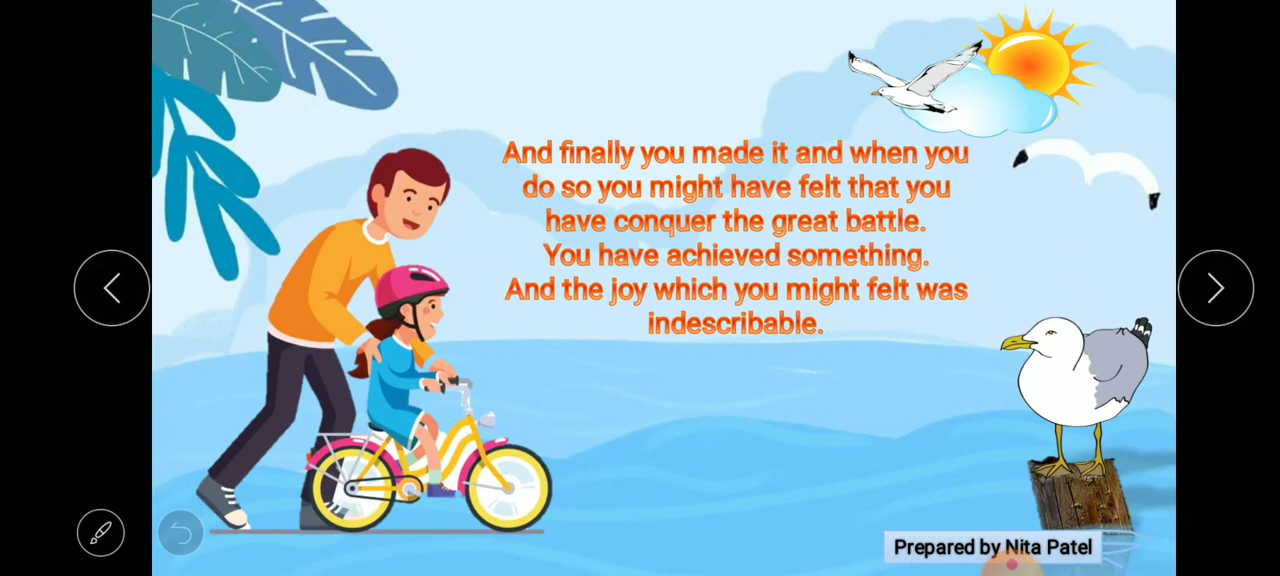 And finally you made it and when you
do so you might have felt that you
have conquer the great battle.
You have achieved something.
And the joy which you might felt was
indescribable.
Prepared by Nita Patel